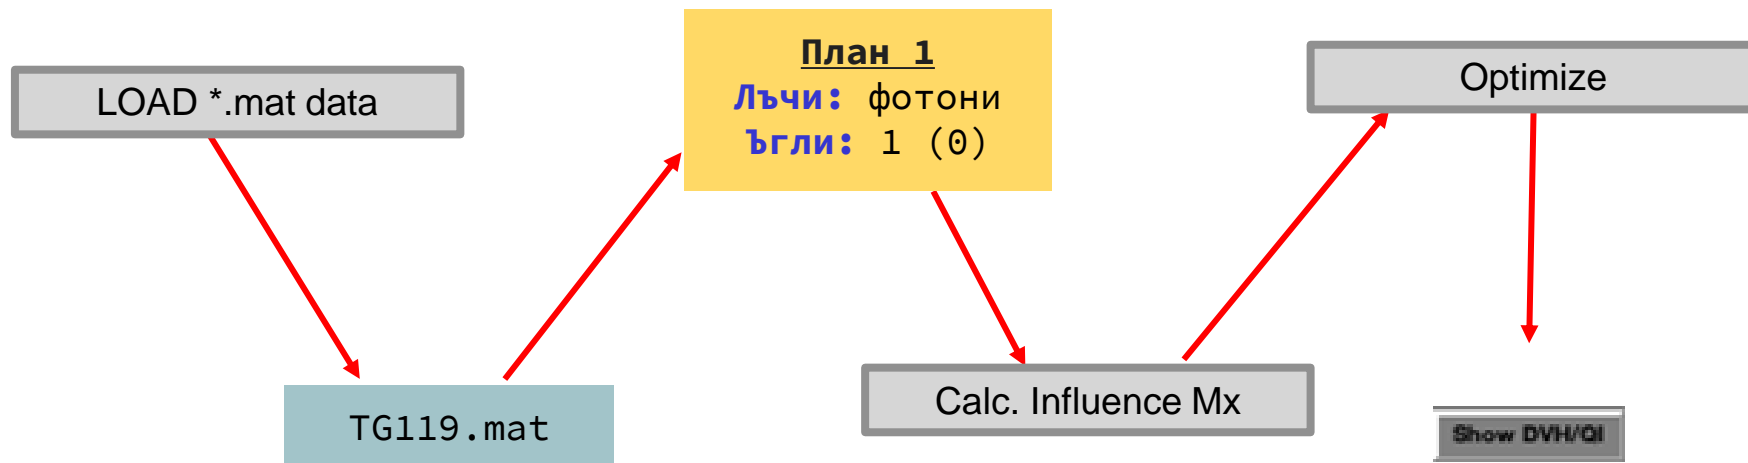 LOAD *.mat data
TG119.mat
План 1
Лъчи: фотони
Ъгли: 1 (0)
Calc. Influence Mx
Optimize
Show DVH/QI